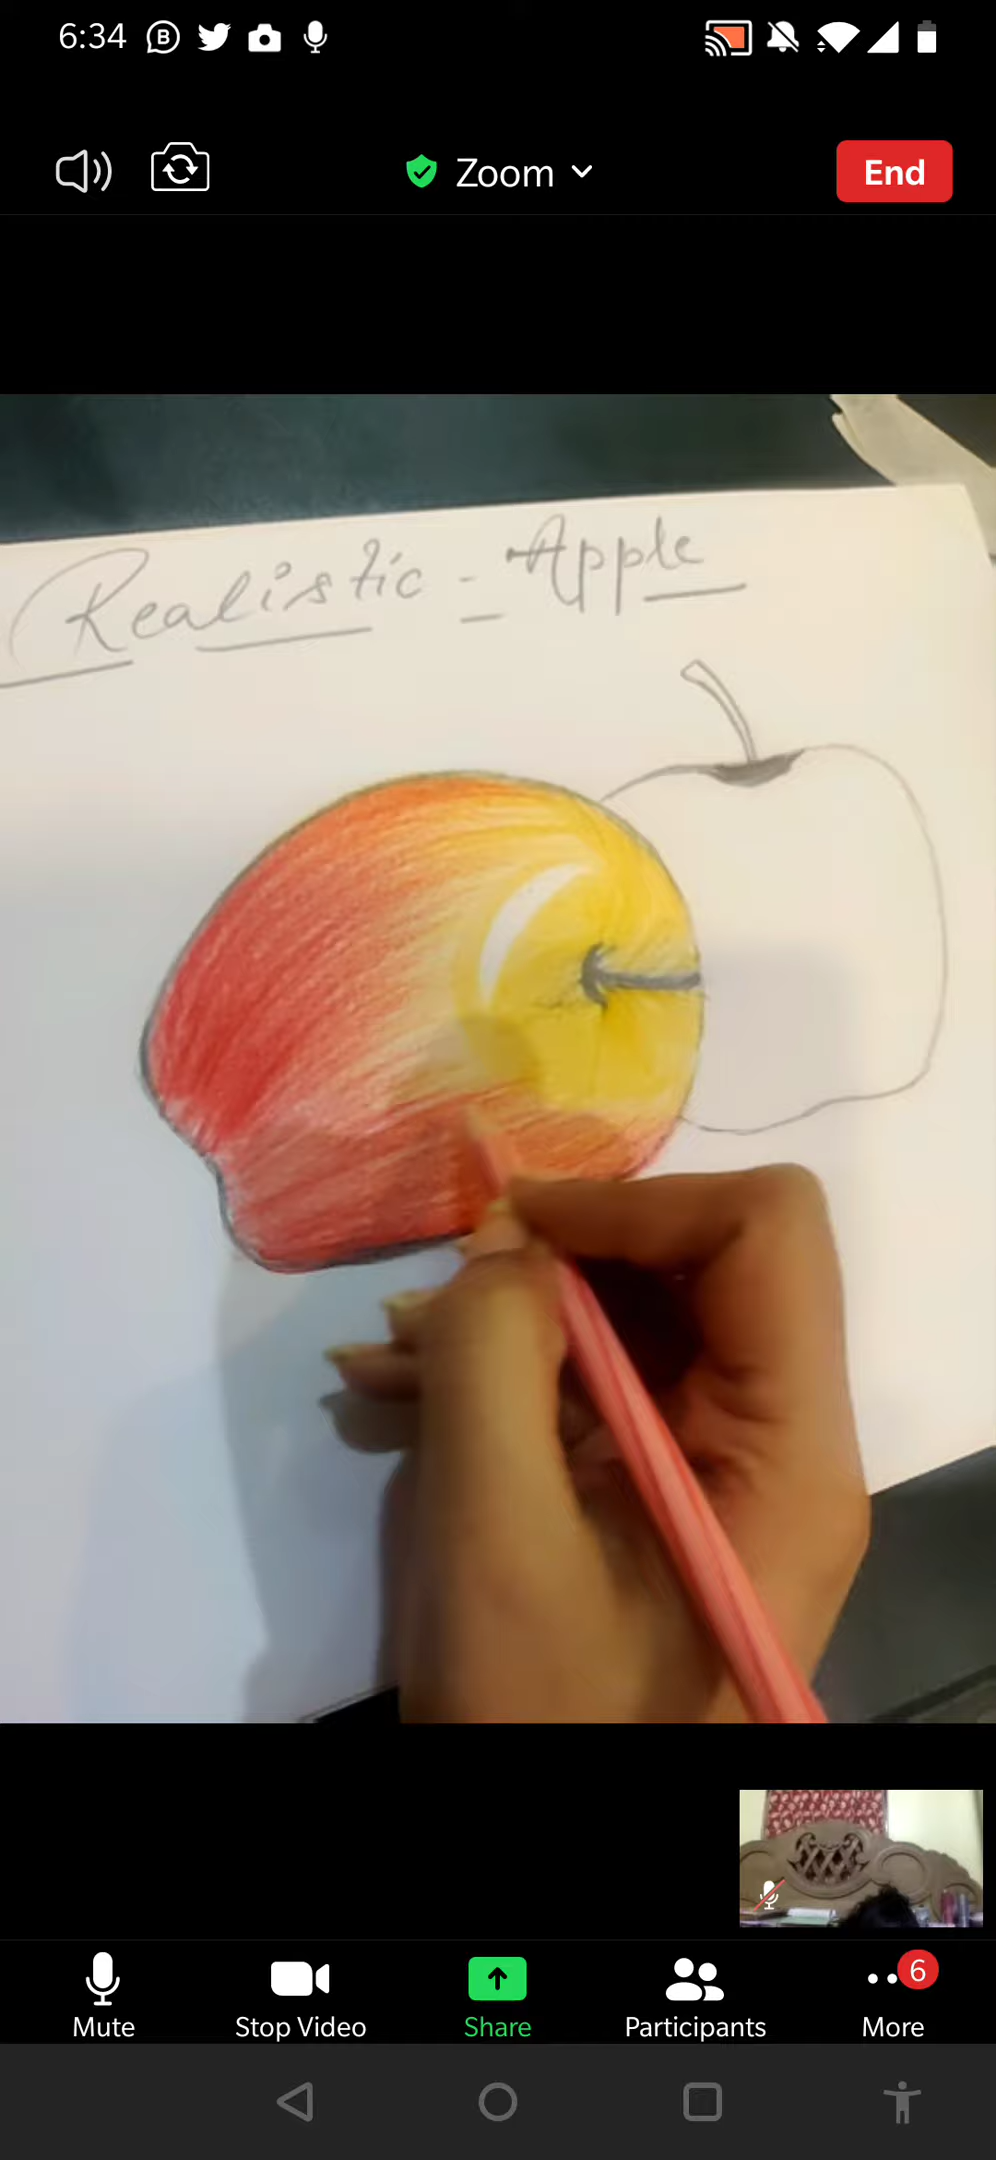 6:34
Zoom
End
Realistic - Apple
Mute
Stop Video
Share
Participants
6
More